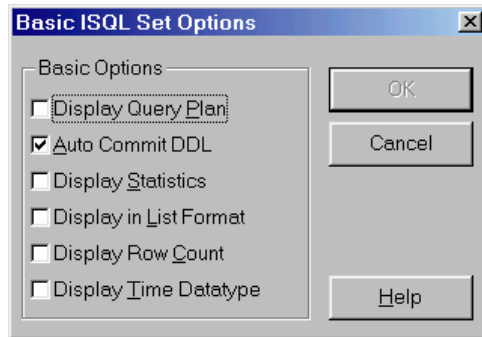 Basic ISQL Set Options
Basic Options
Display Query Plan
Auto Commit DDL
Display Statistics
Display in List Format
Display Row Count
Display Time Datatype
OK
Cancel
Help